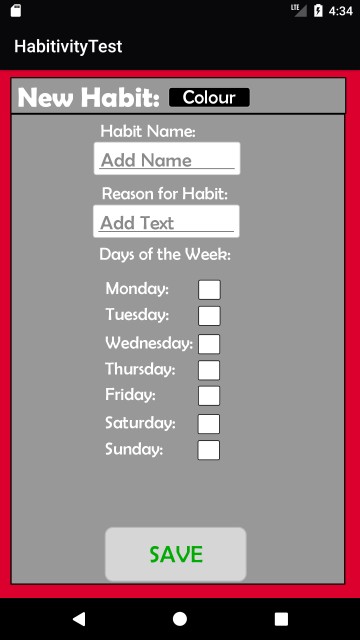 LTE 4:34
HabitivityTest
New Habit: Colour
Habit Name:
Add Name
Reason for Habit:
Add Text
Days of the Week:
Monday:
Tuesday:
Wednesday:
Thursday:
Friday:
Saturday:
Sunday:
SAVE